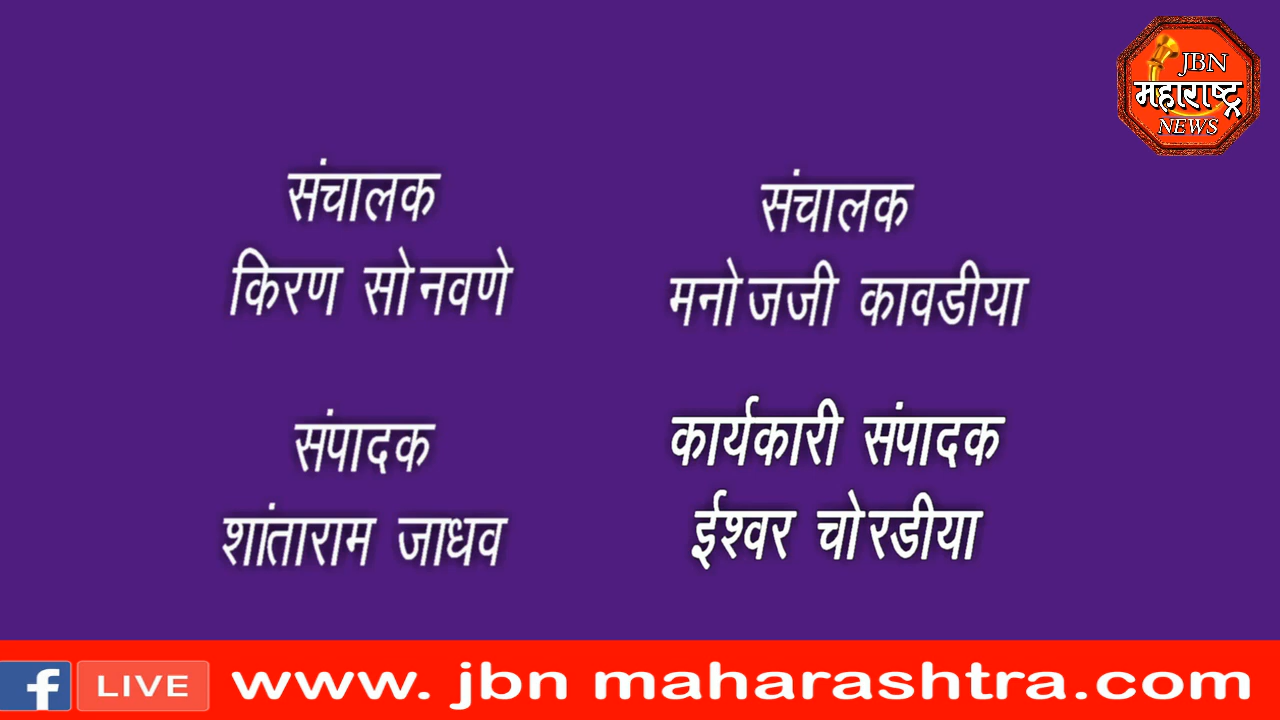 JBN
महाराष्ट्र
NEWS
संचालक
किरण सोनवणे
संचालक
मनोजजी कावडीया
संपादक
शांताराम जाधव
कार्यकारी संपादक
ईश्वर चोरडीया
f LIVE www. jbn maharashtra.com